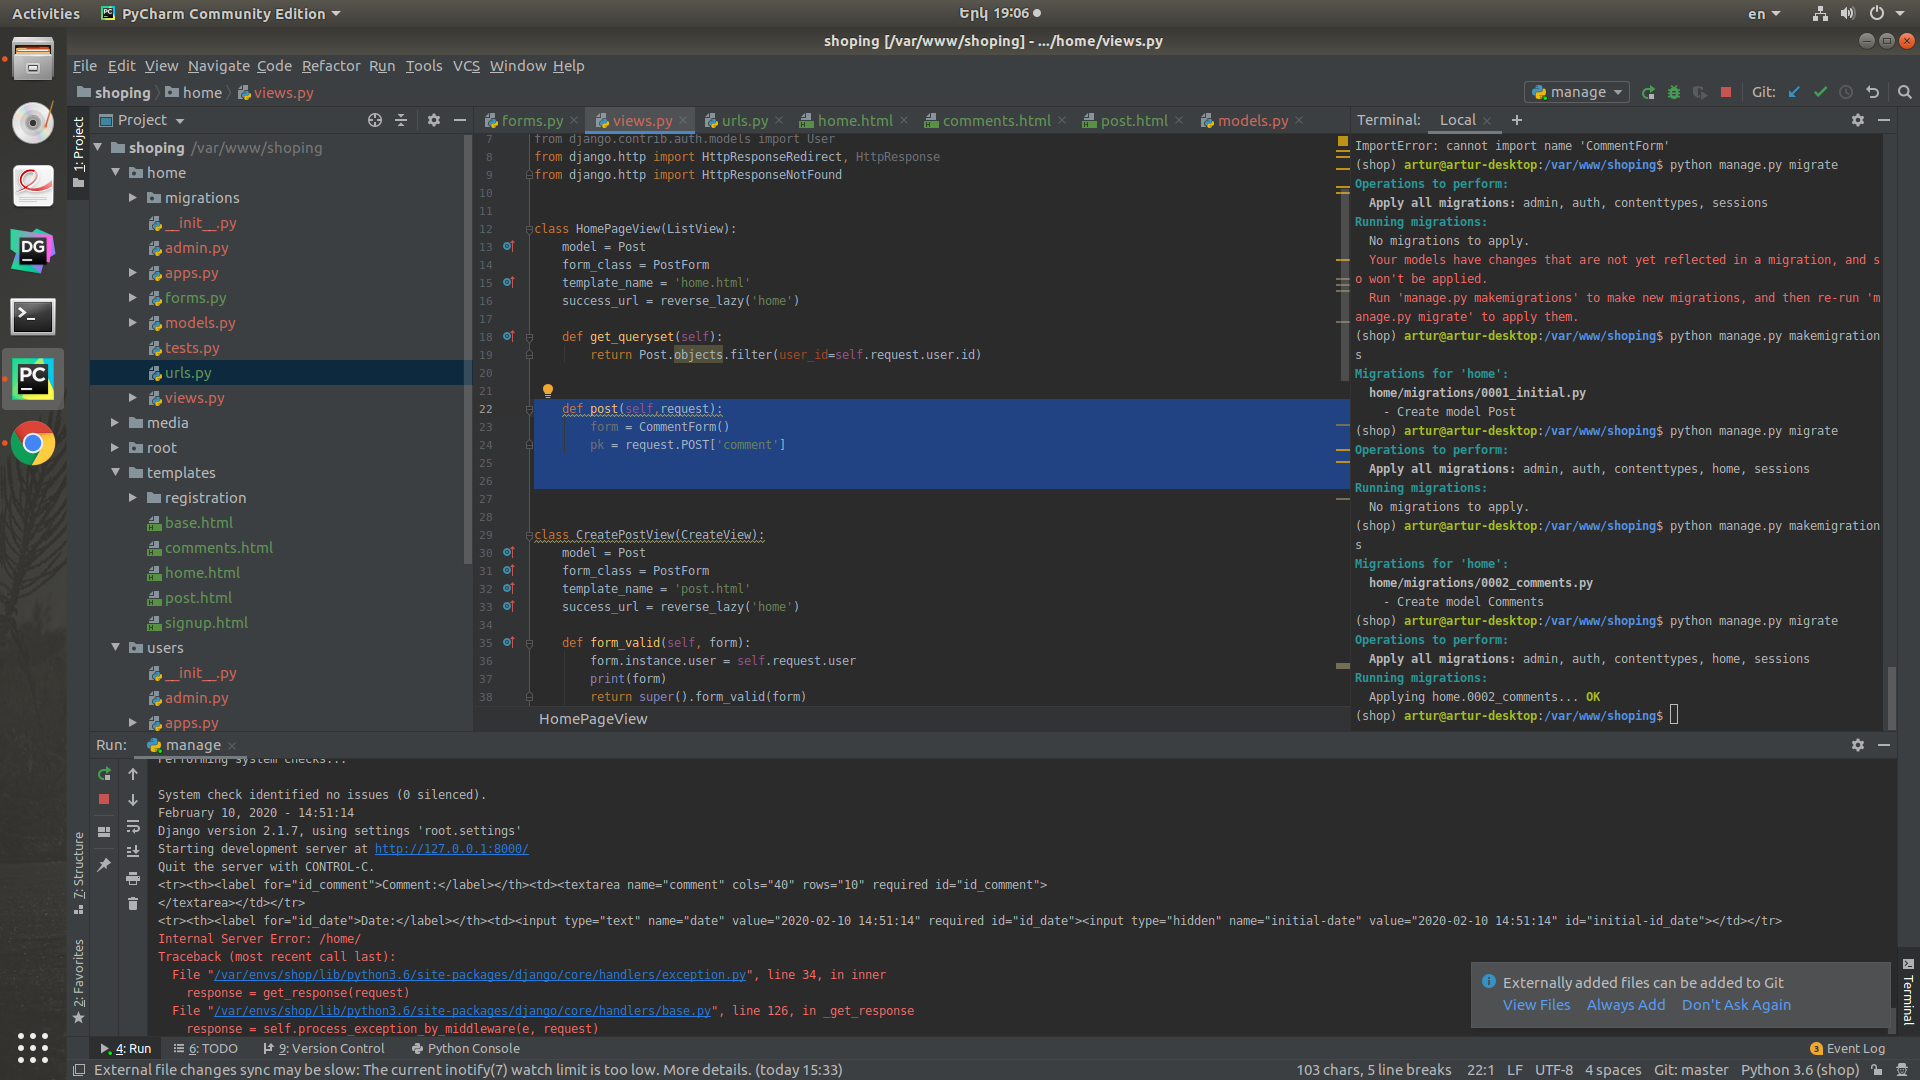 Activities
PyCharm Community Edition
Երկ 19:06
en
shoping [/var/www/shoping] - .../home/views.py
File Edit View Navigate Code Refactor Run Tools VCS Window Help
shoping
home
views.py
manage
Git:
1: Project
Project
shoping /var/www/shoping
home
migrations
__init__.py
admin.py
apps.py
forms.py
models.py
tests.py
urls.py
views.py
media
root
templates
registration
base.html
comments.html
home.html
post.html
signup.html
users
__init__.py
admin.py
apps.py
forms.py
views.py
urls.py
home.html
comments.html
post.html
models.py
7 from django.contrib.auth.models import User
8 from django.http import HttpResponseRedirect, HttpResponse
9 from django.http import HttpResponseNotFound
10
11
12 class HomePageView(ListView):
13 model = Post
14 form_class = PostForm
15 template_name = 'home.html'
16 success_url = reverse_lazy('home')
17
18 def get_queryset(self):
19 return Post.objects.filter(user_id=self.request.user.id)
20
21
22 def post(self,request):
23 form = CommentForm()
24 pk = request.POST['comment']
25
26
27
28
29 class CreatePostView(CreateView):
30 model = Post
31 form_class = PostForm
32 template_name = 'post.html'
33 success_url = reverse_lazy('home')
34
35 def form_valid(self, form):
36 form.instance.user = self.request.user
37 print(form)
38 return super().form_valid(form)
HomePageView
Terminal: Local
ImportError: cannot import name 'CommentForm'
(shop) artur@artur-desktop:/var/www/shoping$ python manage.py migrate
Operations to perform:
Apply all migrations: admin, auth, contenttypes, sessions
Running migrations:
No migrations to apply.
Your models have changes that are not yet reflected in a migration, and s
o won't be applied.
Run 'manage.py makemigrations' to make new migrations, and then re-run 'm
anage.py migrate' to apply them.
(shop) artur@artur-desktop:/var/www/shoping$ python manage.py makemigration
s
Migrations for 'home':
home/migrations/0001_initial.py
- Create model Post
(shop) artur@artur-desktop:/var/www/shoping$ python manage.py migrate
Operations to perform:
Apply all migrations: admin, auth, contenttypes, home, sessions
Running migrations:
No migrations to apply.
(shop) artur@artur-desktop:/var/www/shoping$ python manage.py makemigration
s
Migrations for 'home':
home/migrations/0002_comments.py
- Create model Comments
(shop) artur@artur-desktop:/var/www/shoping$ python manage.py migrate
Operations to perform:
Apply all migrations: admin, auth, contenttypes, home, sessions
Running migrations:
Applying home.0002_comments... OK
(shop) artur@artur-desktop:/var/www/shoping$
Run: manage
Performing system checks...
System check identified no issues (0 silenced).
February 10, 2020 - 14:51:14
Django version 2.1.7, using settings 'root.settings'
Starting development server at http://127.0.0.1:8000/
Quit the server with CONTROL-C.
<tr><th><label for="id_comment">Comment:</label></th><td><textarea name="comment" cols="40" rows="10" required id="id_comment">
</textarea></td></tr>
<tr><th><label for="id_date">Date:</label></th><td><input type="text" name="date" value="2020-02-10 14:51:14" required id="id_date"><input type="hidden" name="initial-date" value="2020-02-10 14:51:14" id="initial-id_date"></td></tr>
Internal Server Error: /home/
Traceback (most recent call last):
File "/var/envs/shop/lib/python3.6/site-packages/django/core/handlers/exception.py", line 34, in inner
response = get_response(request)
File "/var/envs/shop/lib/python3.6/site-packages/django/core/handlers/base.py", line 126, in _get_response
response = self.process_exception_by_middleware(e, request)
7: Structure
2: Favorites
Externally added files can be added to Git
View Files Always Add Don't Ask Again
Terminal
4: Run
6: TODO
9: Version Control
Python Console
3 Event Log
External file changes sync may be slow: The current inotify(7) watch limit is too low. More details. (today 15:33)
103 chars, 5 line breaks 22:1 LF UTF-8 4 spaces Git: master Python 3.6 (shop)
DG
PC